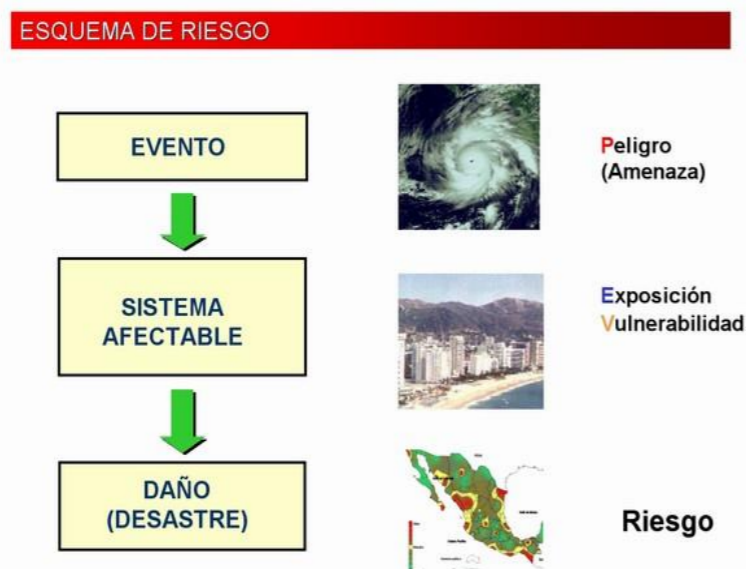 ESQUEMA DE RIESGO
EVENTO
Peligro
(Amenaza)
SISTEMA
AFECTABLE
Exposición
Vulnerabilidad
DAÑO
(DESASTRE)
Riesgo